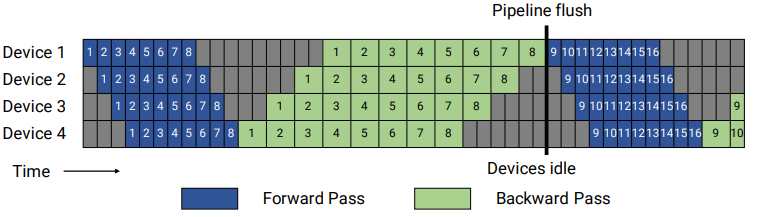 Pipeline flush
Device 1 1 2 3 4 5 6 7 8 1 2 3 4 5 6 7 8 9 10 11 12 13 14 15 16
Device 2 1 2 3 4 5 6 7 8 1 2 3 4 5 6 7 8 9 10 11 12 13 14 15 16
Device 3 1 2 3 4 5 6 7 8 1 2 3 4 5 6 7 8 9 10 11 12 13 14 15 16 9
Device 4 1 2 3 4 5 6 7 8 1 2 3 4 5 6 7 8 9 10 11 12 13 14 15 16 9 10
Time Devices idle
Forward Pass Backward Pass